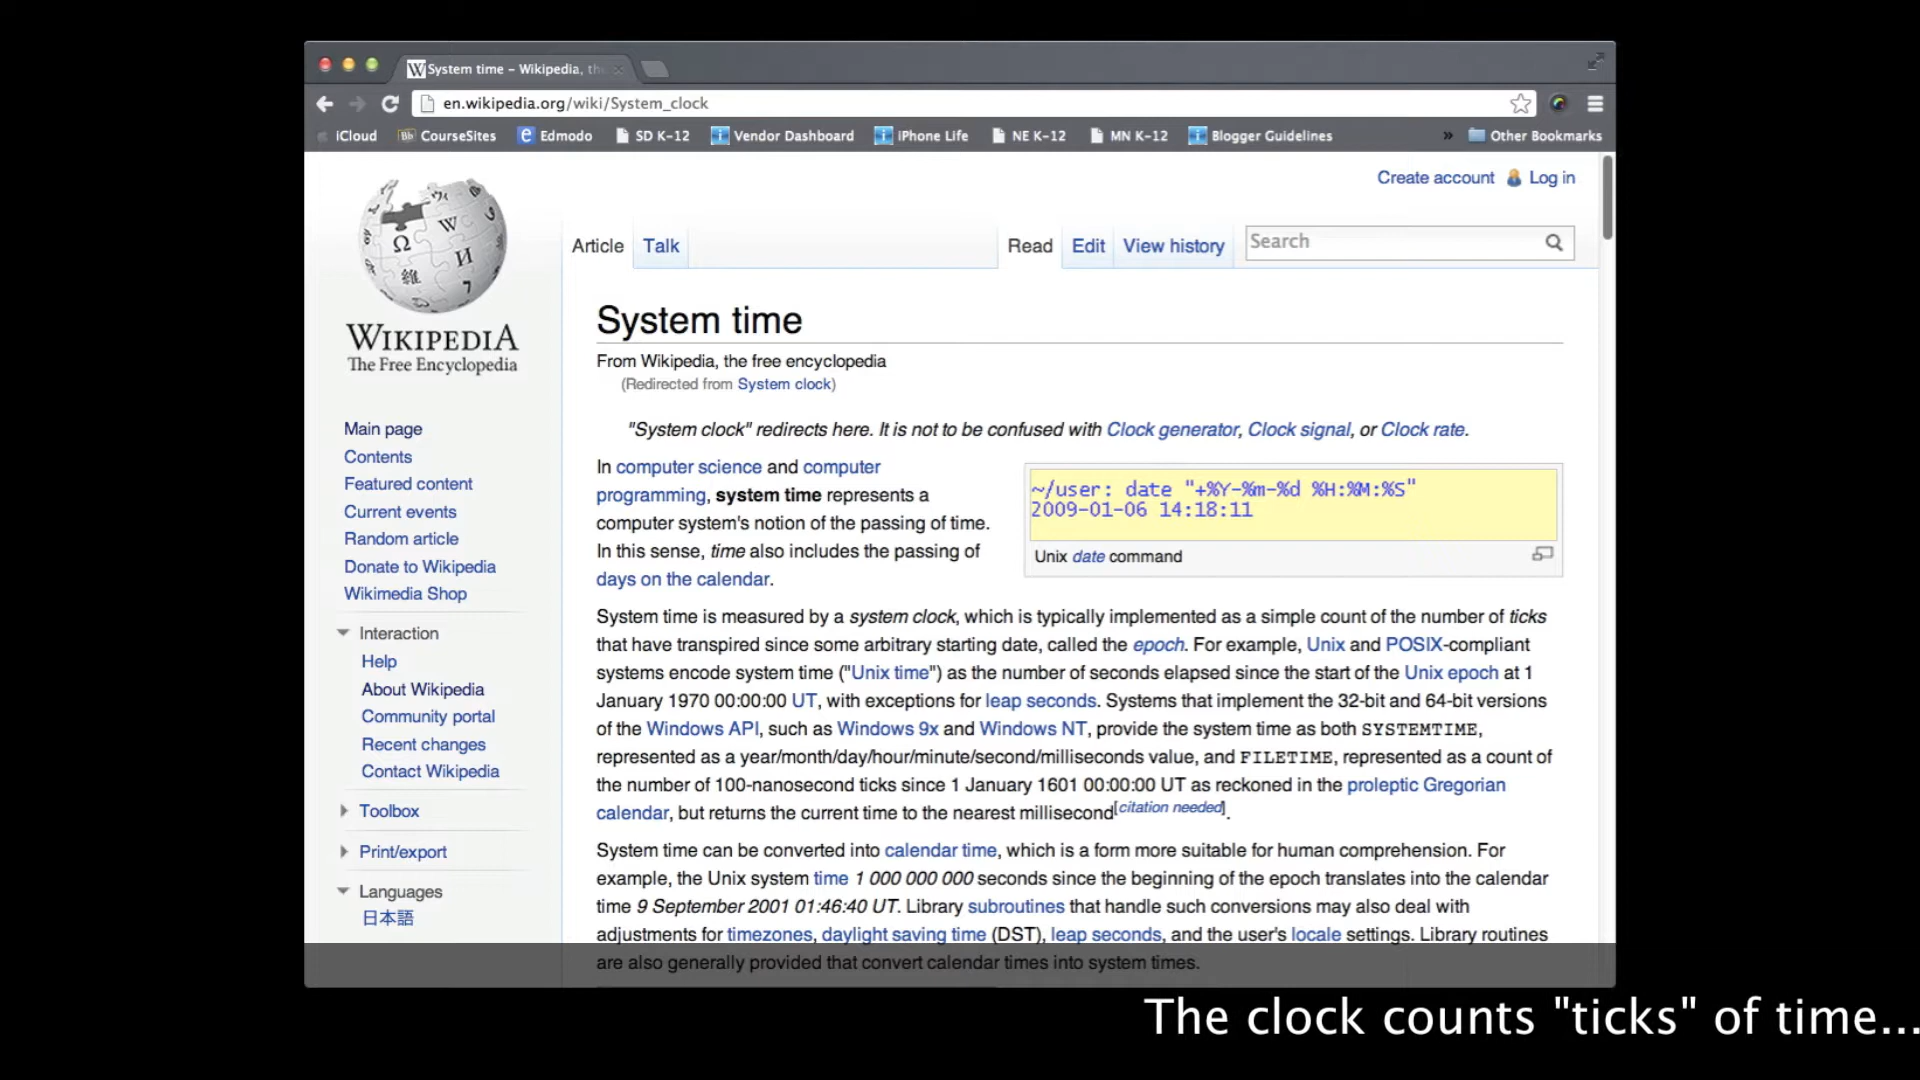 System time – Wikipedia, th
en.wikipedia.org/wiki/System_clock
iCloud
CourseSites
Edmodo
SD K-12
Vendor Dashboard
iPhone Life
NE K-12
MN K-12
Blogger Guidelines
»
Other Bookmarks
Create account
Log in
Article
Talk
Read
Edit
View history
Search
WIKIPEDIA
The Free Encyclopedia
Main page
Contents
Featured content
Current events
Random article
Donate to Wikipedia
Wikimedia Shop
Interaction
Help
About Wikipedia
Community portal
Recent changes
Contact Wikipedia
Toolbox
Print/export
Languages
日本語
System time
From Wikipedia, the free encyclopedia
(Redirected from System clock)
"System clock" redirects here. It is not to be confused with Clock generator, Clock signal, or Clock rate.
In computer science and computer
programming, system time represents a
computer system's notion of the passing of time.
In this sense, time also includes the passing of
days on the calendar.
~/user: date "+%Y-%m-%d %H:%M:%S"
2009-01-06 14:18:11
Unix date command
System time is measured by a system clock, which is typically implemented as a simple count of the number of ticks
that have transpired since some arbitrary starting date, called the epoch. For example, Unix and POSIX-compliant
systems encode system time ("Unix time") as the number of seconds elapsed since the start of the Unix epoch at 1
January 1970 00:00:00 UT, with exceptions for leap seconds. Systems that implement the 32-bit and 64-bit versions
of the Windows API, such as Windows 9x and Windows NT, provide the system time as both SYSTEMTIME,
represented as a year/month/day/hour/minute/second/milliseconds value, and FILETIME, represented as a count of
the number of 100-nanosecond ticks since 1 January 1601 00:00:00 UT as reckoned in the proleptic Gregorian
calendar, but returns the current time to the nearest millisecond[citation needed].
System time can be converted into calendar time, which is a form more suitable for human comprehension. For
example, the Unix system time 1 000 000 000 seconds since the beginning of the epoch translates into the calendar
time 9 September 2001 01:46:40 UT. Library subroutines that handle such conversions may also deal with
adjustments for timezones, daylight saving time (DST), leap seconds, and the user's locale settings. Library routines
are also generally provided that convert calendar times into system times.
The clock counts "ticks" of time...